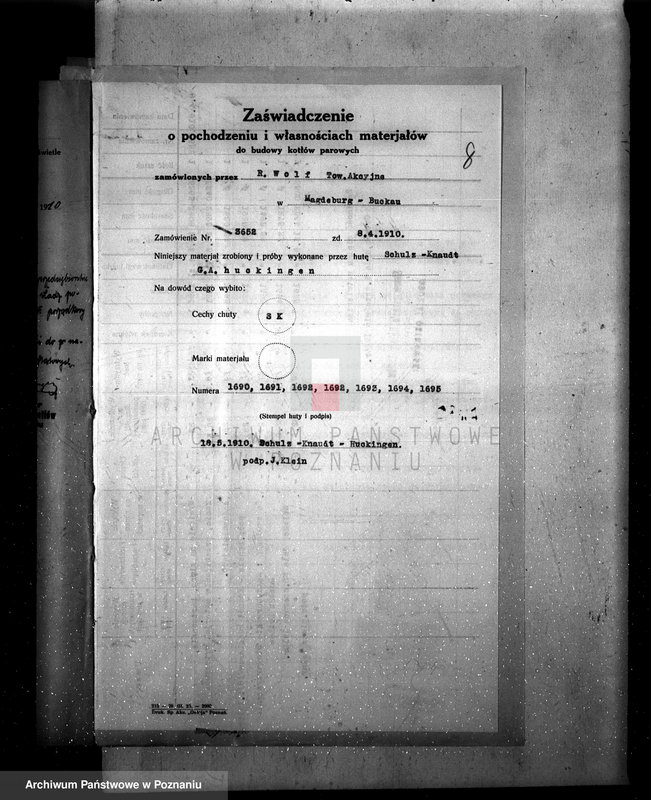 Zaświadczenie
o pochodzeniu i własnościach materjałów
do budowy kotłów parowych
8
zamówionych przez R. Wolf Tow.Akcyjne
w Magdeburg - Buckau
Zamówienie Nr. 3652 zd. 8.4.1910.
Niniejszy materjał zrobiony i próby wykonane przez hutę Schulz -Knaudt
G.A. huckingen
Na dowód czego wybito:
Cechy chuty S K
Marki materjału
Numera 1690, 1691, 1692, 1692, 1693, 1694, 1695
(Stempel huty i podpis)
ARCHIWUM PAŃSTWOWE
W POZNANIU
18.5.1910. Schulz -Knaudt - Huckingen.
podp.J.Klein
Archiwum Państwowe w Poznaniu